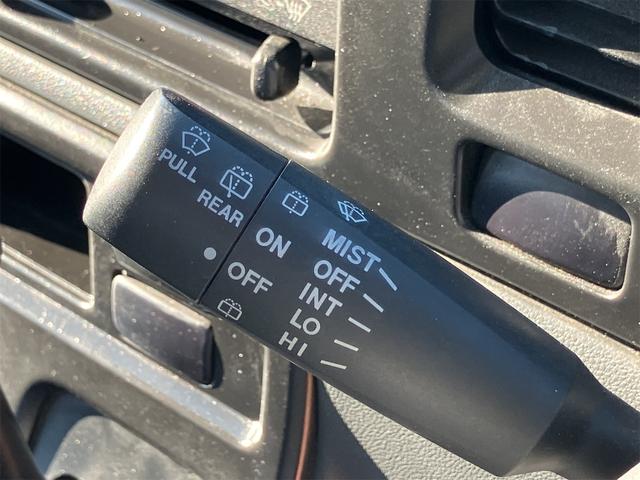 PULL
REAR
ON
OFF
MIST
OFF
INT
LO
HI